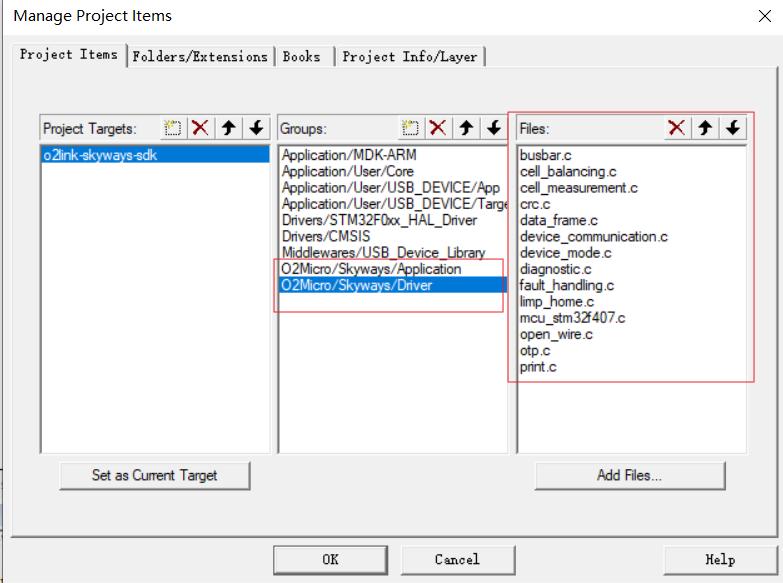 Manage Project Items
Project Items
Folders/Extensions
Books
Project Info/Layer
Project Targets:
o2link-skyways-sdk
Groups:
Application/MDK-ARM
Application/User/Core
Application/User/USB_DEVICE/App
Application/User/USB_DEVICE/Targe
Drivers/STM32F0xx_HAL_Driver
Drivers/CMSIS
Middlewares/USB_Device_Library
O2Micro/Skyways/Application
O2Micro/Skyways/Driver
Files:
busbar.c
cell_balancing.c
cell_measurement.c
crc.c
data_frame.c
device_communication.c
device_mode.c
diagnostic.c
fault_handling.c
limp_home.c
mcu_stm32f407.c
open_wire.c
otp.c
print.c
Set as Current Target
Add Files...
OK
Cancel
Help